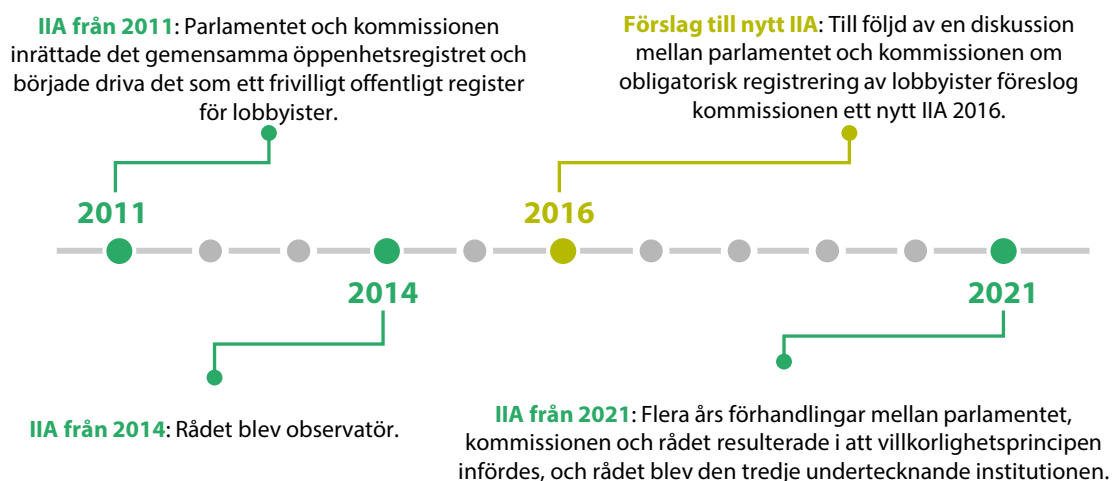 IIA från 2011: Parlamentet och kommissionen
inrättade det gemensamma öppenhetsregistret och
började driva det som ett frivilligt offentligt register
för lobbyister.
Förslag till nytt IIA: Till följd av en diskussion
mellan parlamentet och kommissionen om
obligatorisk registrering av lobbyister föreslog
kommissionen ett nytt IIA 2016.
2011
2016
2014
2021
IIA från 2014: Rådet blev observatör.
IIA från 2021: Flera års förhandlingar mellan parlamentet,
kommissionen och rådet resulterade i att villkorlighetsprincipen
infördes, och rådet blev den tredje undertecknande institutionen.